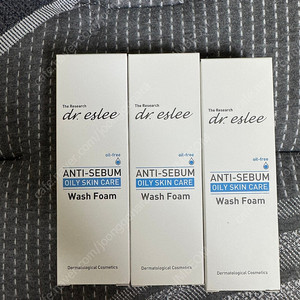 The Research
dr. eslee
oil-free
ANTI-SEBUM
OILY SKIN CARE
Wash Foam
Dermatological Cosmetics
The Research
dr. eslee
oil-free
ANTI-SEBUM
OILY SKIN CARE
Wash Foam
Dermatological Cosmetics
The Research
dr. eslee
oil-free
ANTI-SEBUM
OILY SKIN CARE
Wash Foam
Dermatological Cosmetics